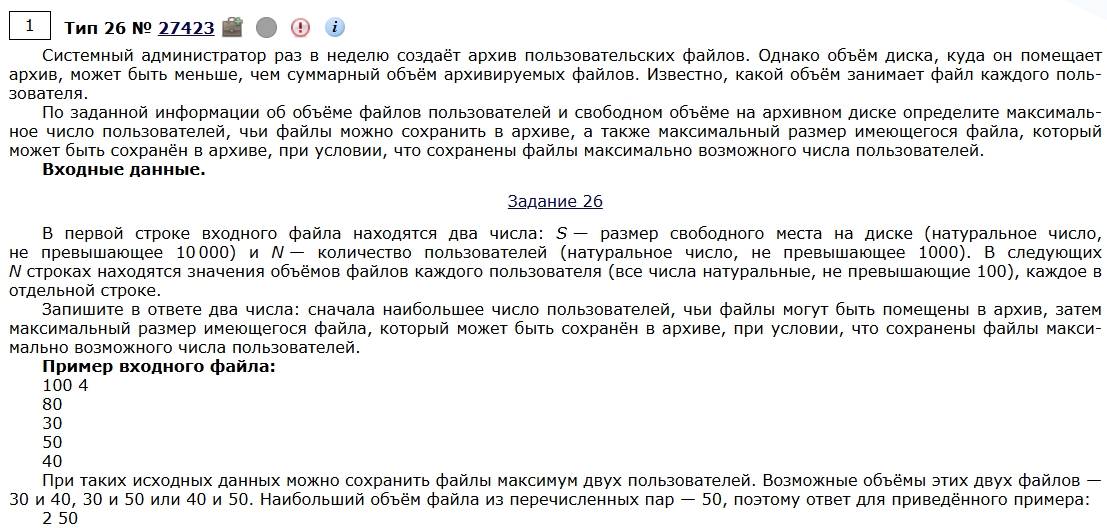 1 Тип 26 № 27423 i
Системный администратор раз в неделю создаёт архив пользовательских файлов. Однако объём диска, куда он помещает
архив, может быть меньше, чем суммарный объём архивируемых файлов. Известно, какой объём занимает файл каждого поль-
зователя.
По заданной информации об объёме файлов пользователей и свободном объёме на архивном диске определите максималь-
ное число пользователей, чьи файлы можно сохранить в архиве, а также максимальный размер имеющегося файла, который
может быть сохранён в архиве, при условии, что сохранены файлы максимально возможного числа пользователей.
Входные данные.
Задание 26
В первой строке входного файла находятся два числа: S — размер свободного места на диске (натуральное число,
не превышающее 10 000) и N — количество пользователей (натуральное число, не превышающее 1000). В следующих
N строках находятся значения объёмов файлов каждого пользователя (все числа натуральные, не превышающие 100), каждое в
отдельной строке.
Запишите в ответе два числа: сначала наибольшее число пользователей, чьи файлы могут быть помещены в архив, затем
максимальный размер имеющегося файла, который может быть сохранён в архиве, при условии, что сохранены файлы макси-
мально возможного числа пользователей.
Пример входного файла:
100 4
80
30
50
40
При таких исходных данных можно сохранить файлы максимум двух пользователей. Возможные объёмы этих двух файлов —
30 и 40, 30 и 50 или 40 и 50. Наибольший объём файла из перечисленных пар — 50, поэтому ответ для приведённого примера:
2 50